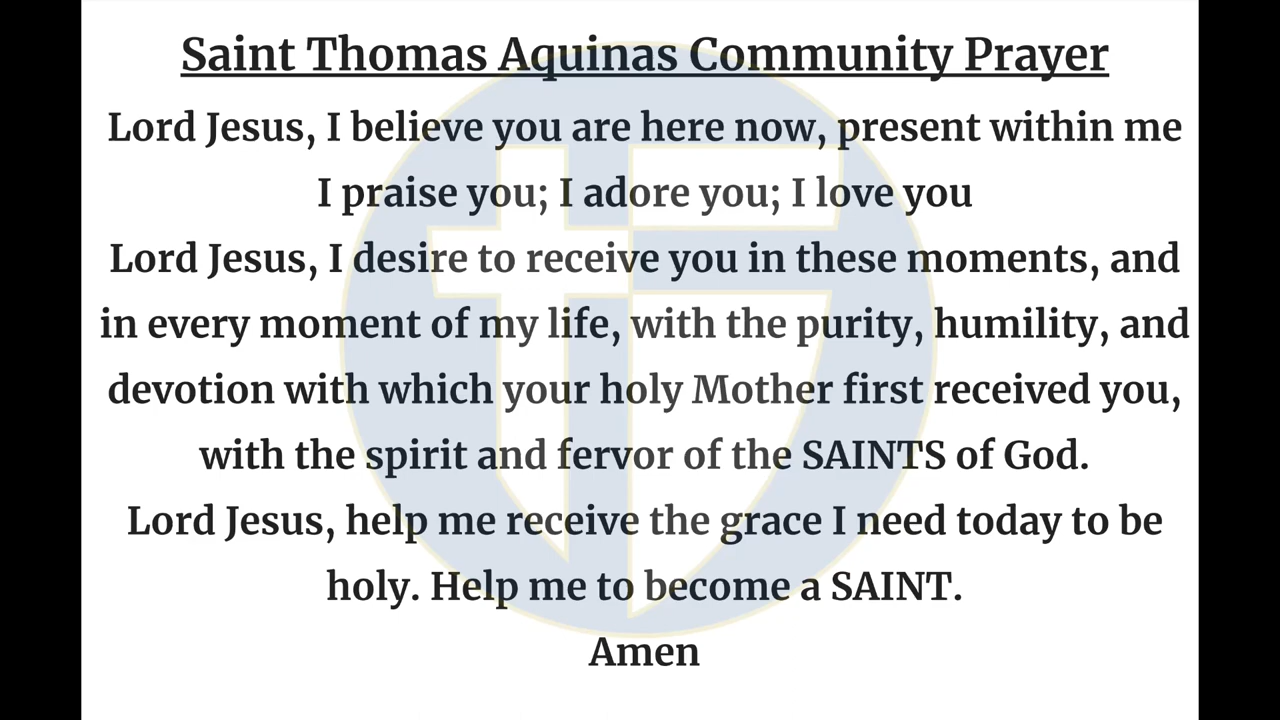 Saint Thomas Aquinas Community Prayer
Lord Jesus, I believe you are here now, present within me
I praise you; I adore you; I love you
Lord Jesus, I desire to receive you in these moments, and
in every moment of my life, with the purity, humility, and
devotion with which your holy Mother first received you,
with the spirit and fervor of the SAINTS of God.
Lord Jesus, help me receive the grace I need today to be
holy. Help me to become a SAINT.
Amen